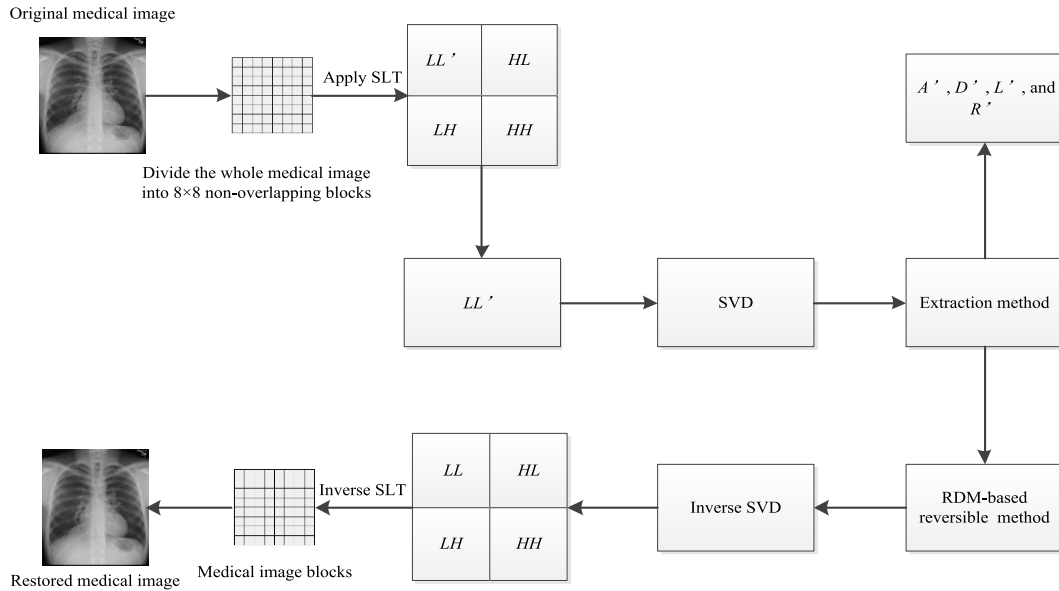 Original medical image
Apply SLT
LL’
HL
LH
HH
Divide the whole medical image
into 8×8 non-overlapping blocks
A’, D’, L’, and
R’
LL’
SVD
Extraction method
RDM-based
reversible method
Inverse SVD
LL
HL
LH
HH
Inverse SLT
Medical image blocks
Restored medical image